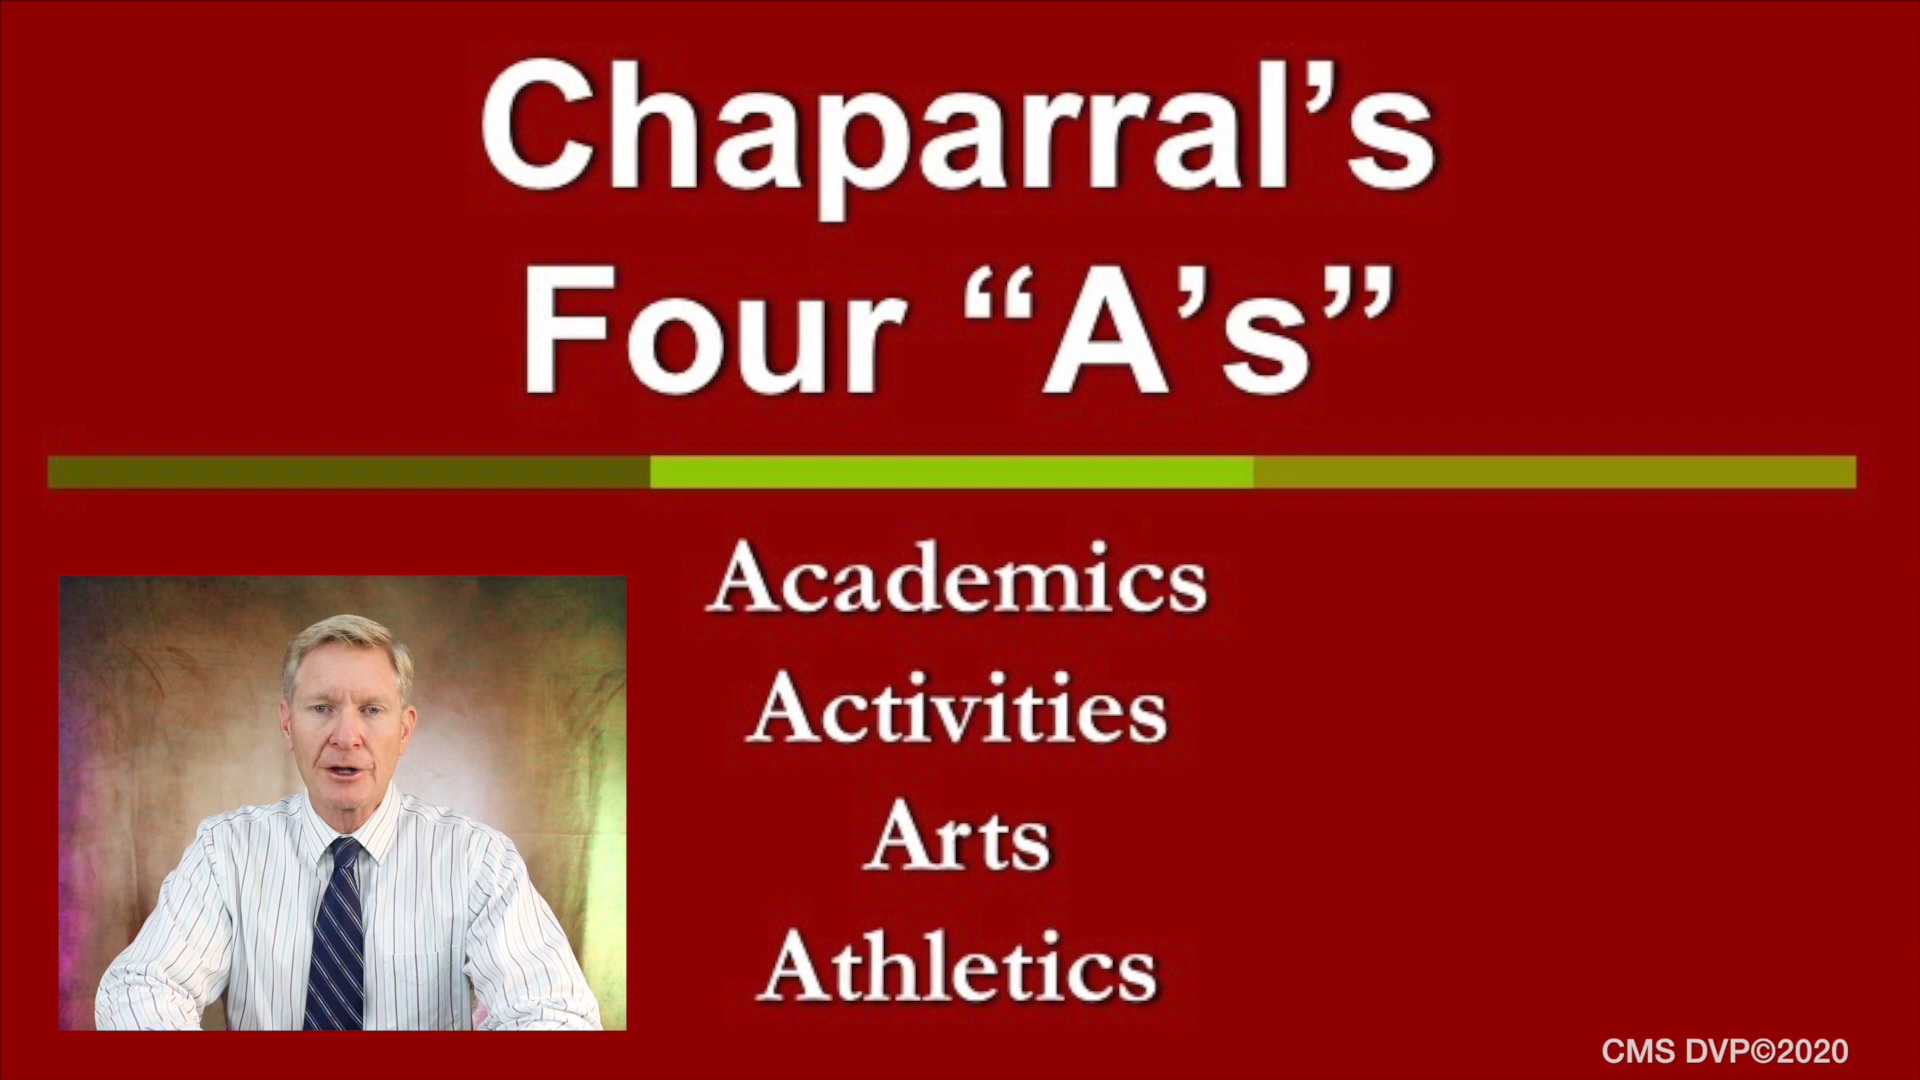 Chaparral’s
Four “A’s”
Academics
Activities
Arts
Athletics
CMS DVP©2020